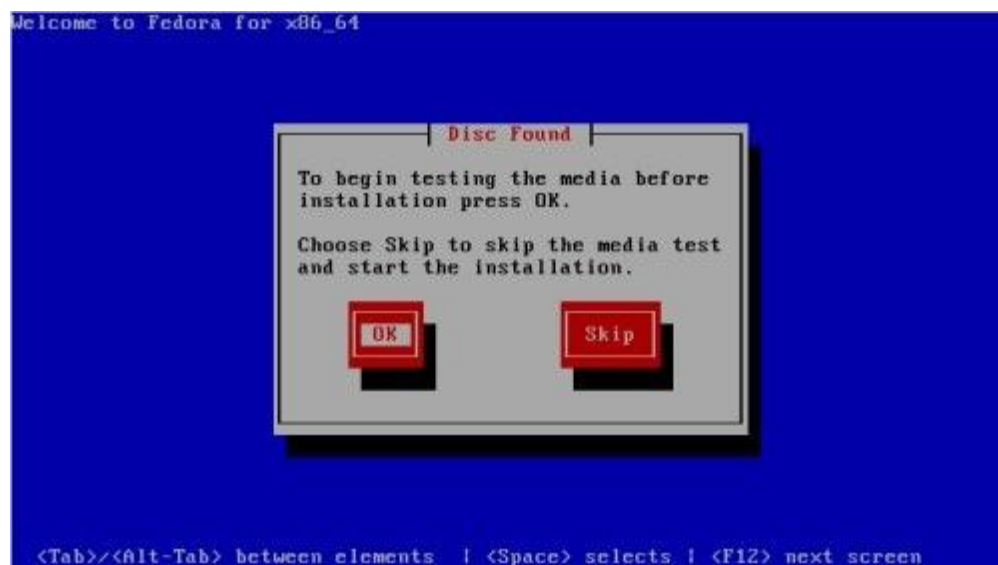 Welcome to Fedora for x86_64
Disc Found
To begin testing the media before
installation press OK.
Choose Skip to skip the media test
and start the installation.
OK Skip
<Tab>/<Alt-Tab> between elements | <Space> selects | <F12> next screen